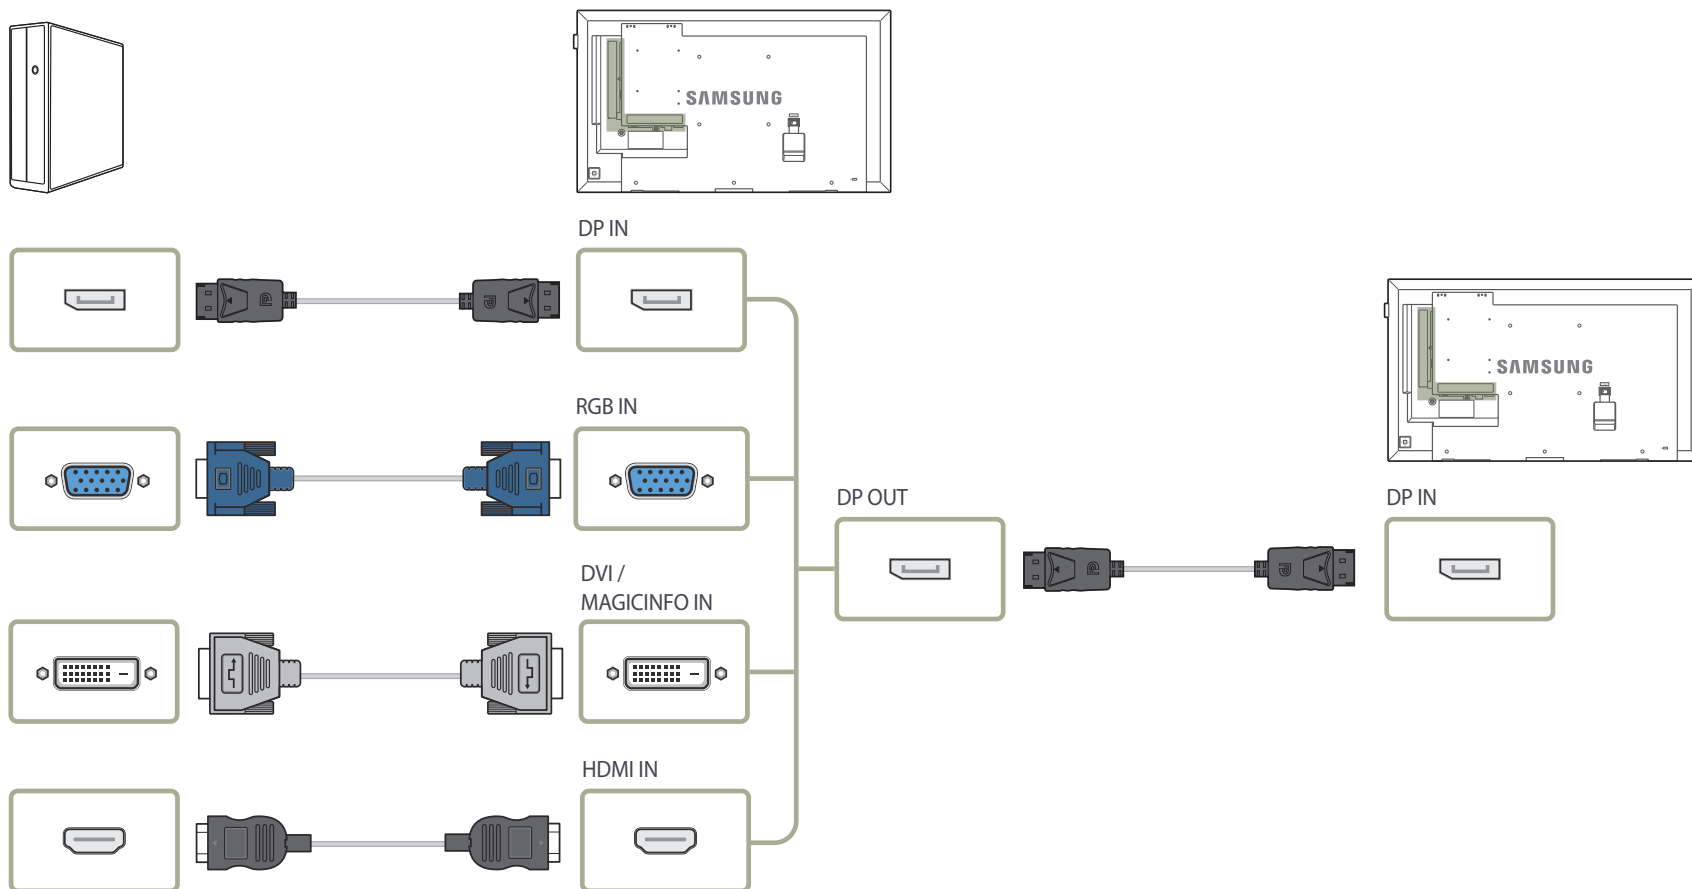 SAMSUNG
DP IN
SAMSUNG
RGB IN
DP OUT
DP IN
DVI /
MAGICINFO IN
HDMI IN